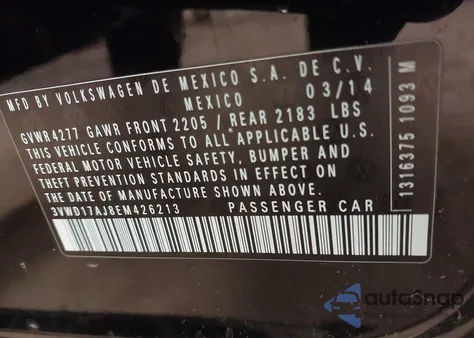 MFD BY VOLKSWAGEN DE MEXICO S.A. DE C.V.
MEXICO 03/14
GVWR4277 GAWR FRONT 2205 / REAR 2183 LBS
THIS VEHICLE CONFORMS TO ALL APPLICABLE U.S.
FEDERAL MOTOR VEHICLE SAFETY, BUMPER AND
THEFT PREVENTION STANDARDS IN EFFECT ON
THE DATE OF MANUFACTURE SHOWN ABOVE.
3VWD17AJ8EM426213 PASSENGER CAR
1316375 1093 M
autoSnap